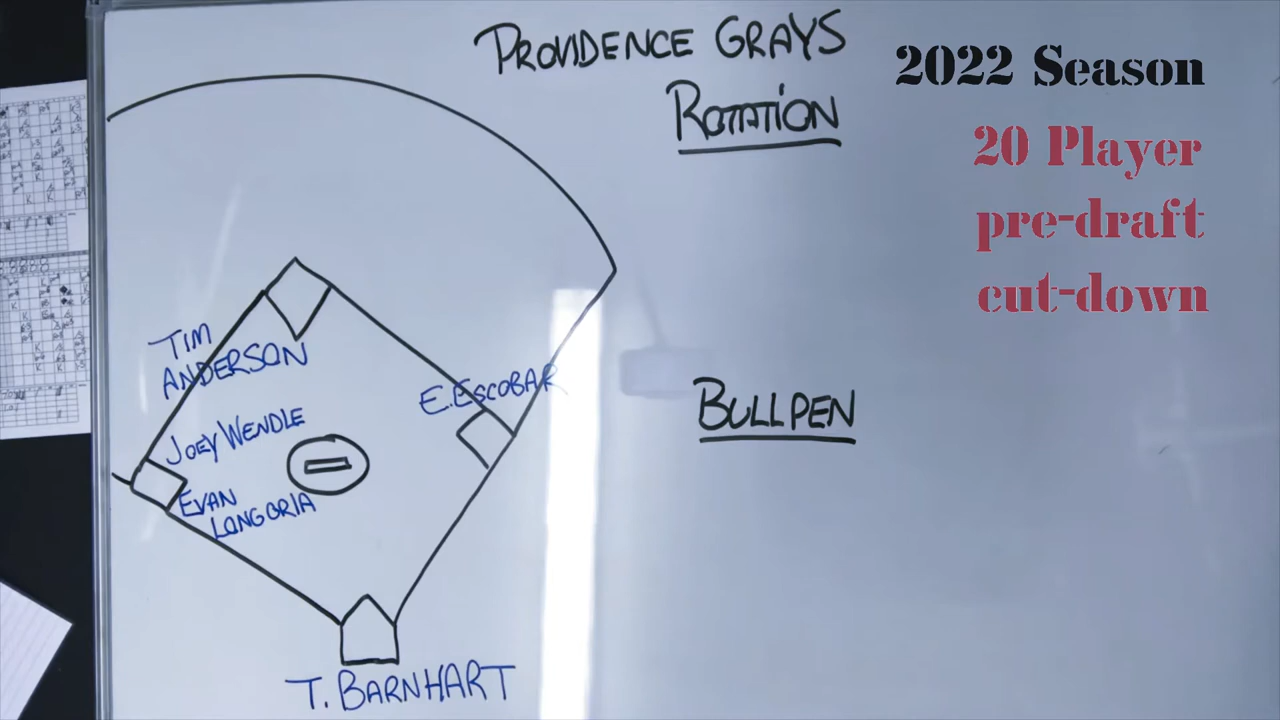 PROVIDENCE GRAYS
ROTATION
2022 Season
20 Player
pre-draft
cut-down
TIM
ANDERSON
E. ESCOBAR
JOEY WENDLE
EVAN
LONGORIA
BULLPEN
T. BARNHART